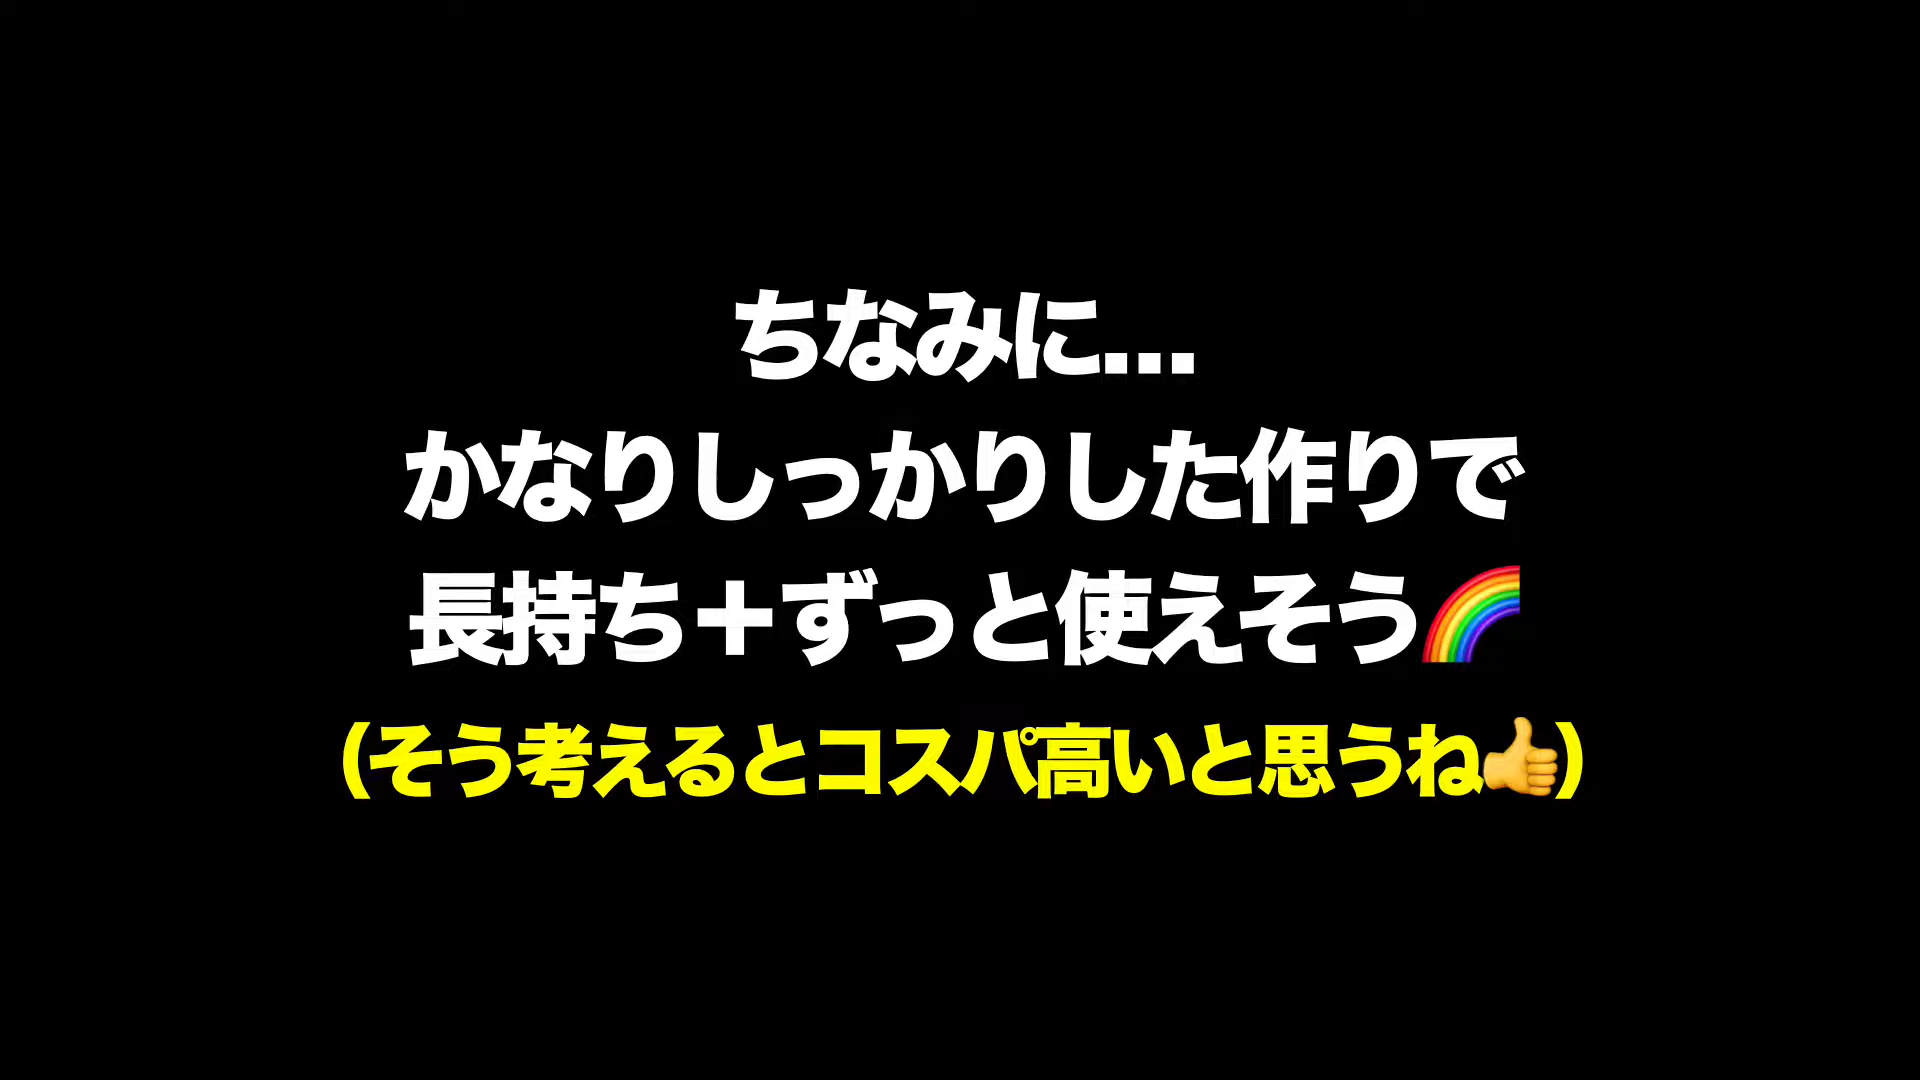 ちなみに...
かなりしっかりした作りで
長持ち＋ずっと使えそう🌈
（そう考えるとコスパ高いと思うね👍）